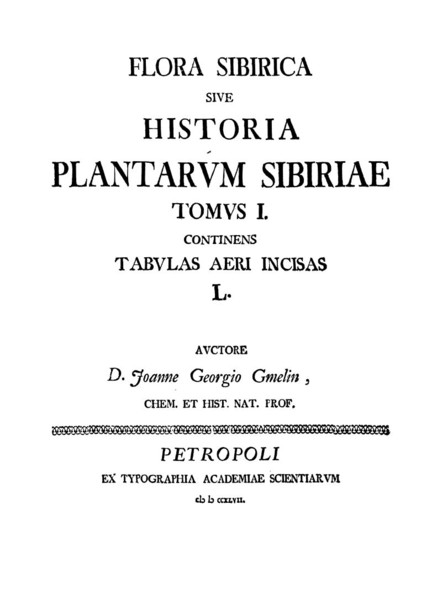 FLORA SIBIRICA
SIVE
HISTORIA
PLANTARVM SIBIRIAE
TOMVS I.
CONTINENS
TABVLAS AERI INCISAS
L.
AVCTORE
D. Joanne Georgio Gmelin,
CHEM. ET HIST. NAT. PROF.
PETROPOLI
EX TYPOGRAPHIA ACADEMIAE SCIENTIARVM
cIɔ Iɔ CCXLVII.